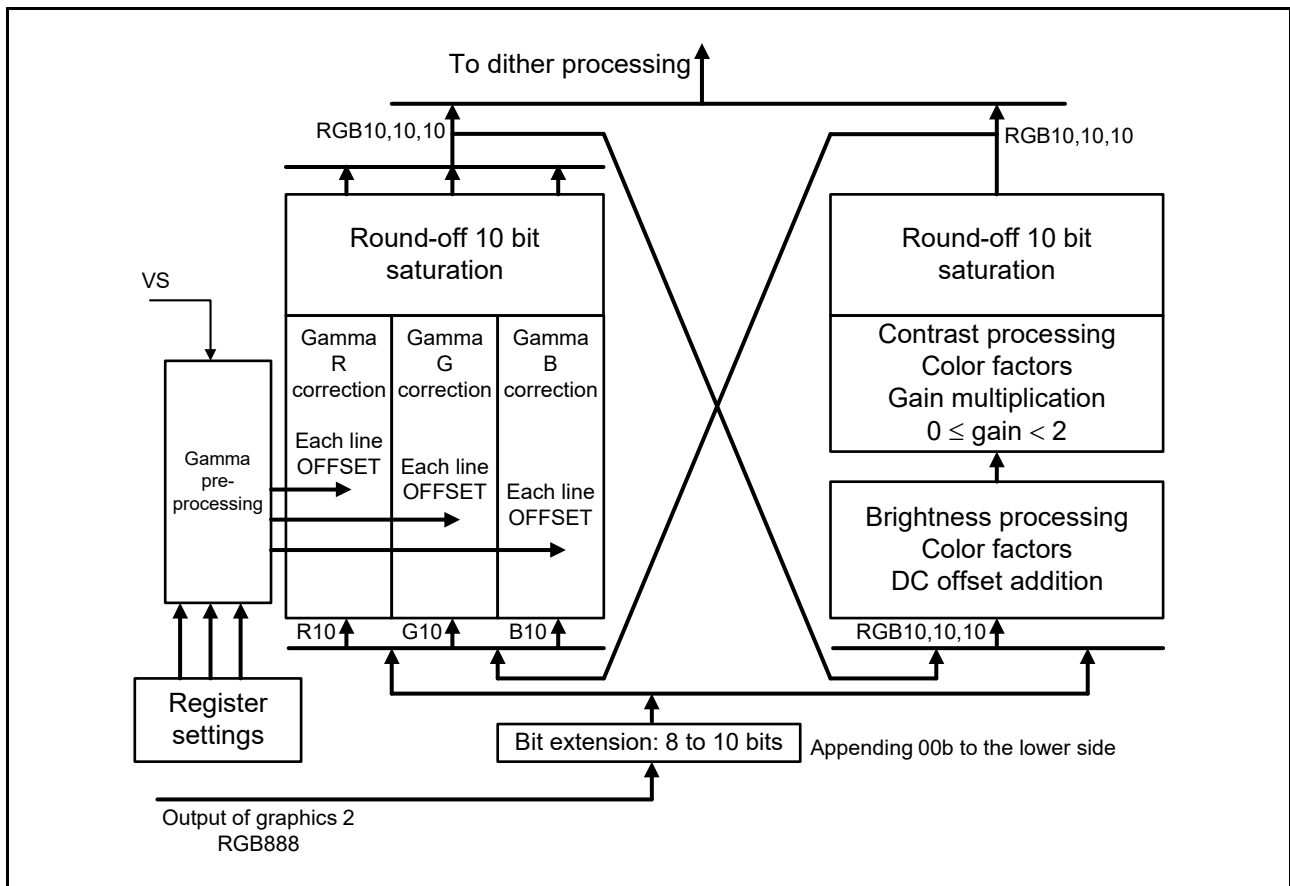 To dither processing
RGB10,10,10
RGB10,10,10
Round-off 10 bit
saturation
Round-off 10 bit
saturation
VS
Gamma
R
correction
Gamma
G
correction
Gamma
B
correction
Contrast processing
Color factors
Gain multiplication
0 ≤ gain < 2
Gamma
pre-
processing
Each line
OFFSET
Each line
OFFSET
Each line
OFFSET
Brightness processing
Color factors
DC offset addition
R10
G10
B10
RGB10,10,10
Register
settings
Bit extension: 8 to 10 bits
Appending 00b to the lower side
Output of graphics 2
RGB888